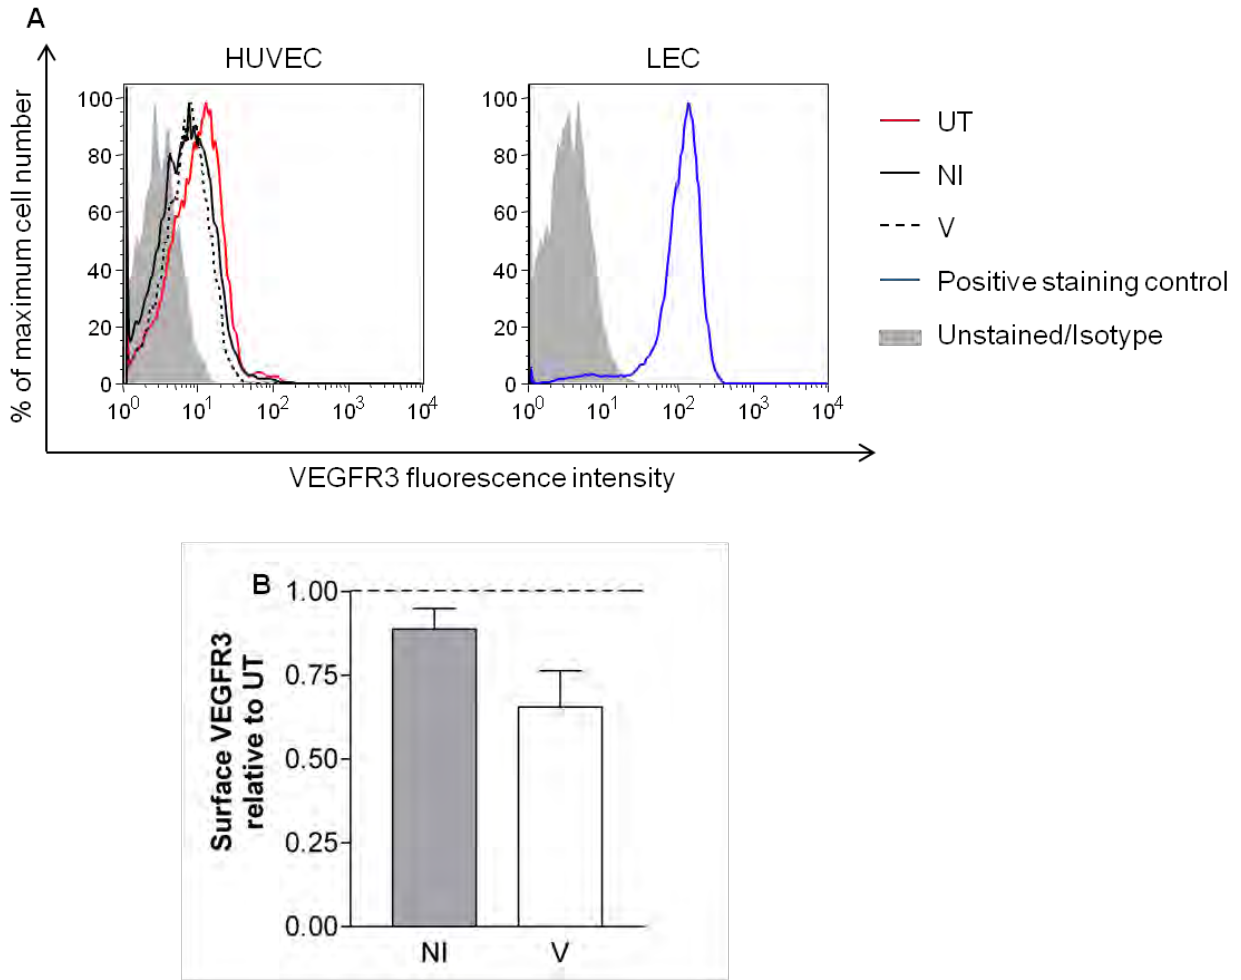 A
HUVEC
LEC
% of maximum cell number
100
80
60
40
20
0
10⁰ 10¹ 10² 10³ 10⁴
100
80
60
40
20
0
10⁰ 10¹ 10² 10³ 10⁴
VEGFR3 fluorescence intensity
UT
NI
V
Positive staining control
Unstained/Isotype
B
Surface VEGFR3
relative to UT
1.00
0.75
0.50
0.25
0.00
NI V